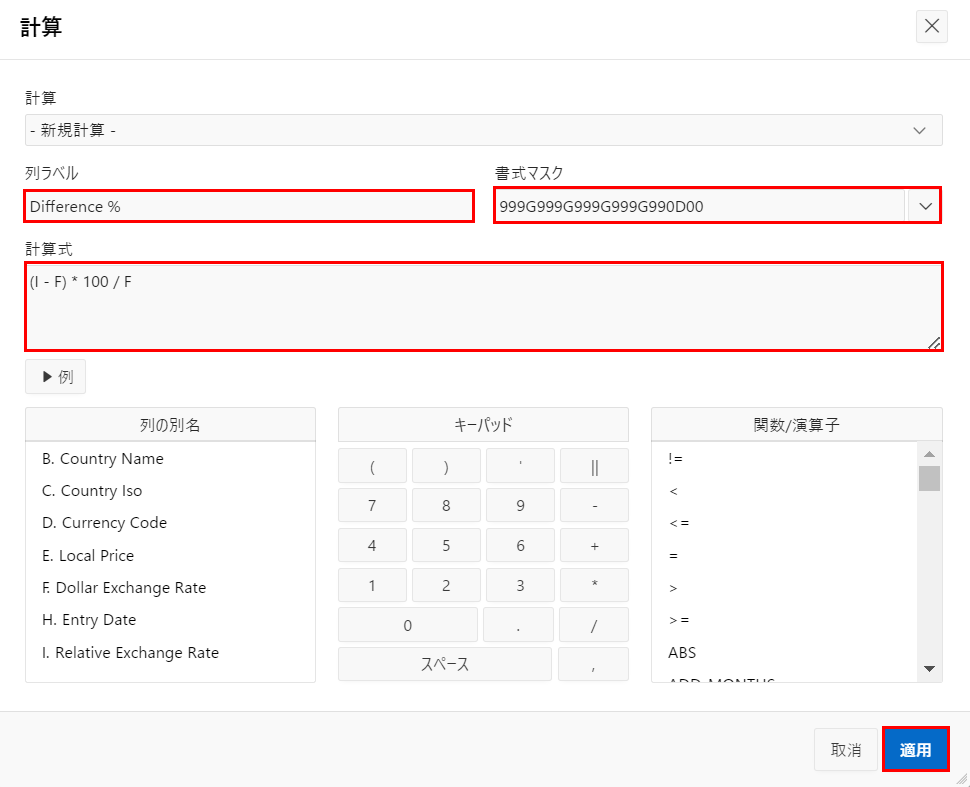 計算
計算
- 新規計算 -
列ラベル
書式マスク
Difference %
999G999G999G999G990D00
計算式
(I - F) * 100 / F
例
列の別名
B. Country Name
C. Country Iso
D. Currency Code
E. Local Price
F. Dollar Exchange Rate
H. Entry Date
I. Relative Exchange Rate
キーパッド
( ) ' ||
7 8 9 -
4 5 6 +
1 2 3 *
0 . /
スペース ,
関数/演算子
!=
<
<=
=
>
>=
ABS
ADD_MONTHS
取消
適用